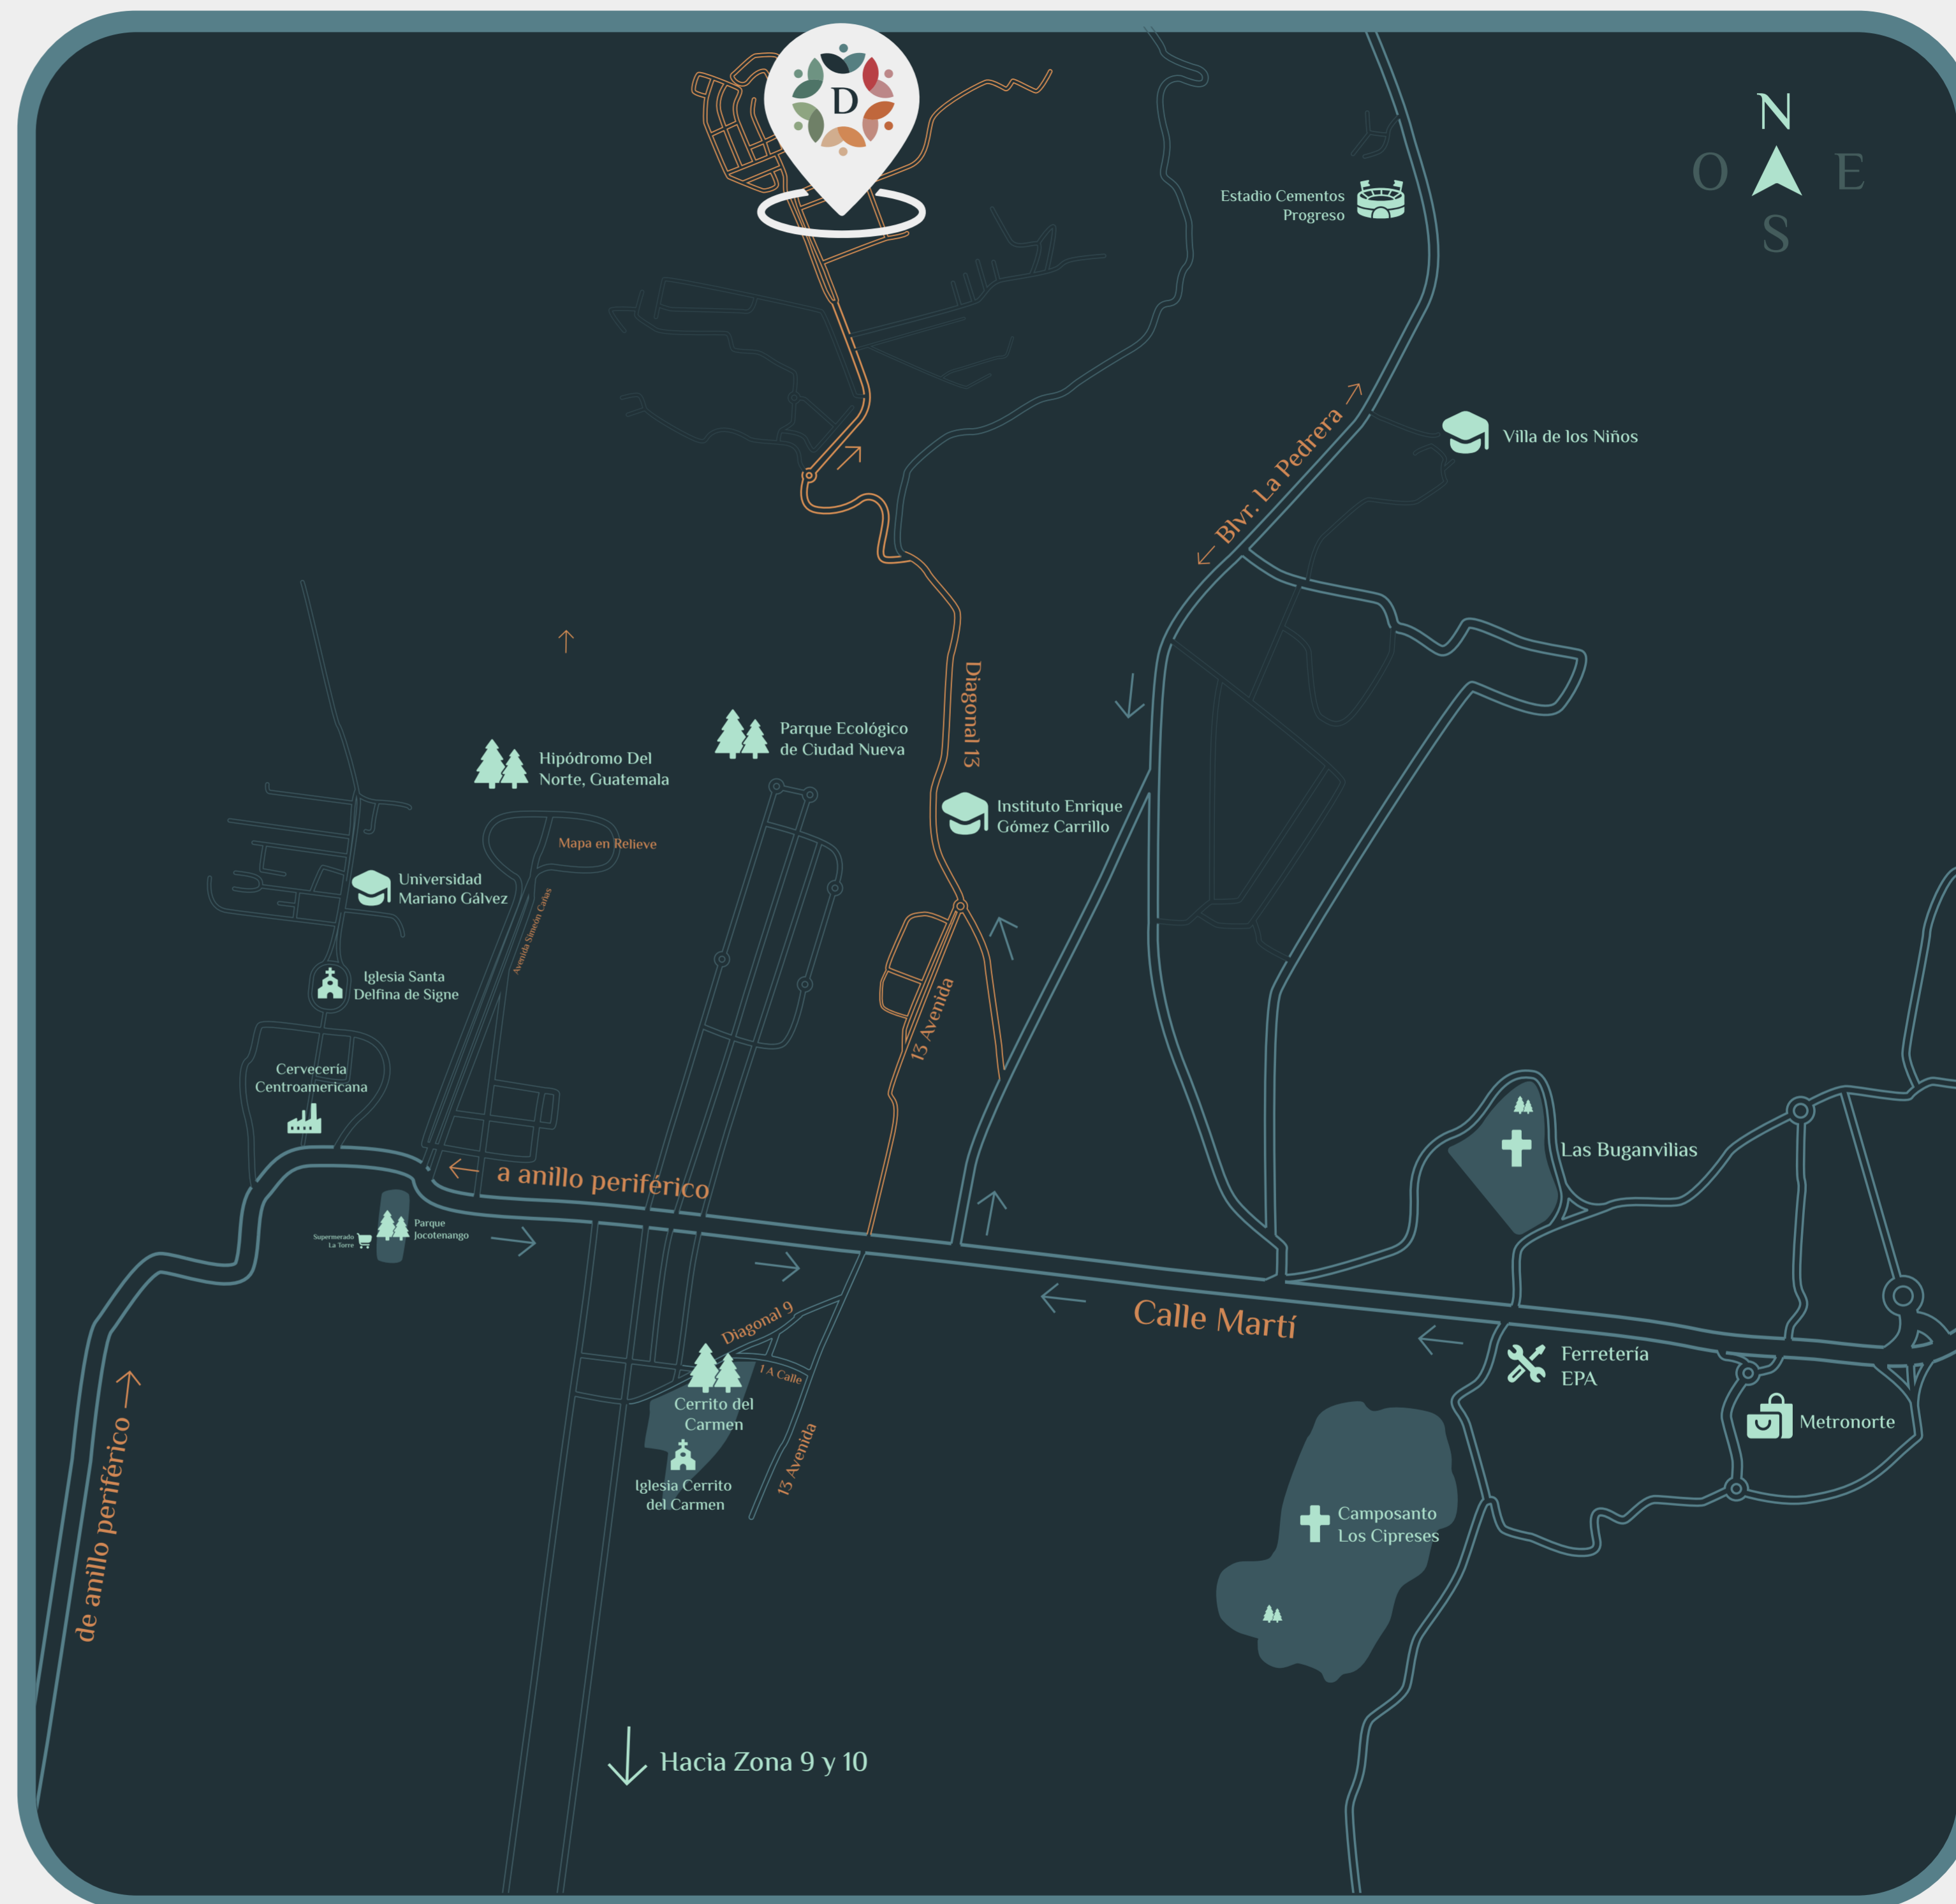 D
N
O
E
S
Estadio Cementos
Progreso
Blvr. La Pedrera
Villa de los Niños
Diagonal 13
Parque Ecológico
de Ciudad Nueva
Hipódromo Del
Norte, Guatemala
Instituto Enrique
Gómez Carrillo
Mapa en Relieve
Universidad
Mariano Gálvez
Avenida Simeón Cañas
Iglesia Santa
Delfina de Signe
13 Avenida
Cervecería
Centroamericana
Las Buganvilias
a anillo periférico
Parque
Jocotenango
Supermerado
La Torre
Calle Martí
Diagonal 9
1 A Calle
Ferretería
EPA
Cerrito del
Carmen
Metronorte
13 Avenida
Iglesia Cerrito
del Carmen
Camposanto
Los Cipreses
de anillo periférico
Hacia Zona 9 y 10